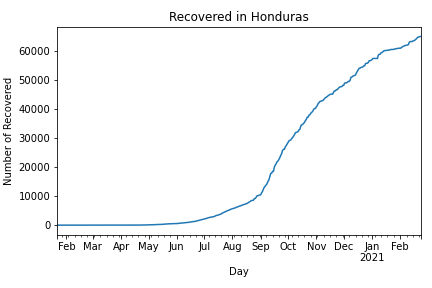 Recovered in Honduras
Number of Recovered
60000
50000
40000
30000
20000
10000
0
Feb Mar Apr May Jun Jul Aug Sep Oct Nov Dec Jan Feb
2021
Day